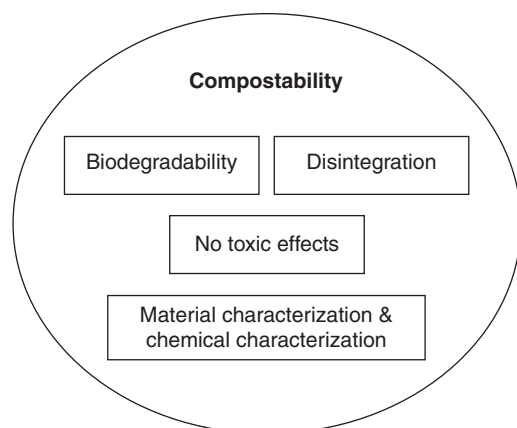 Compostability
Biodegradability
Disintegration
No toxic effects
Material characterization &
chemical characterization